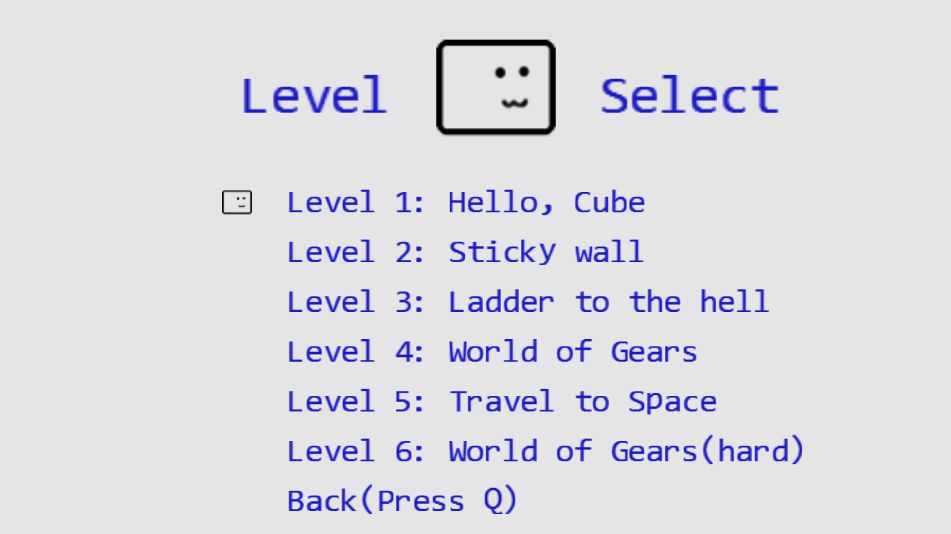 Level Select
Level 1: Hello, Cube
Level 2: Sticky wall
Level 3: Ladder to the hell
Level 4: World of Gears
Level 5: Travel to Space
Level 6: World of Gears(hard)
Back(Press Q)